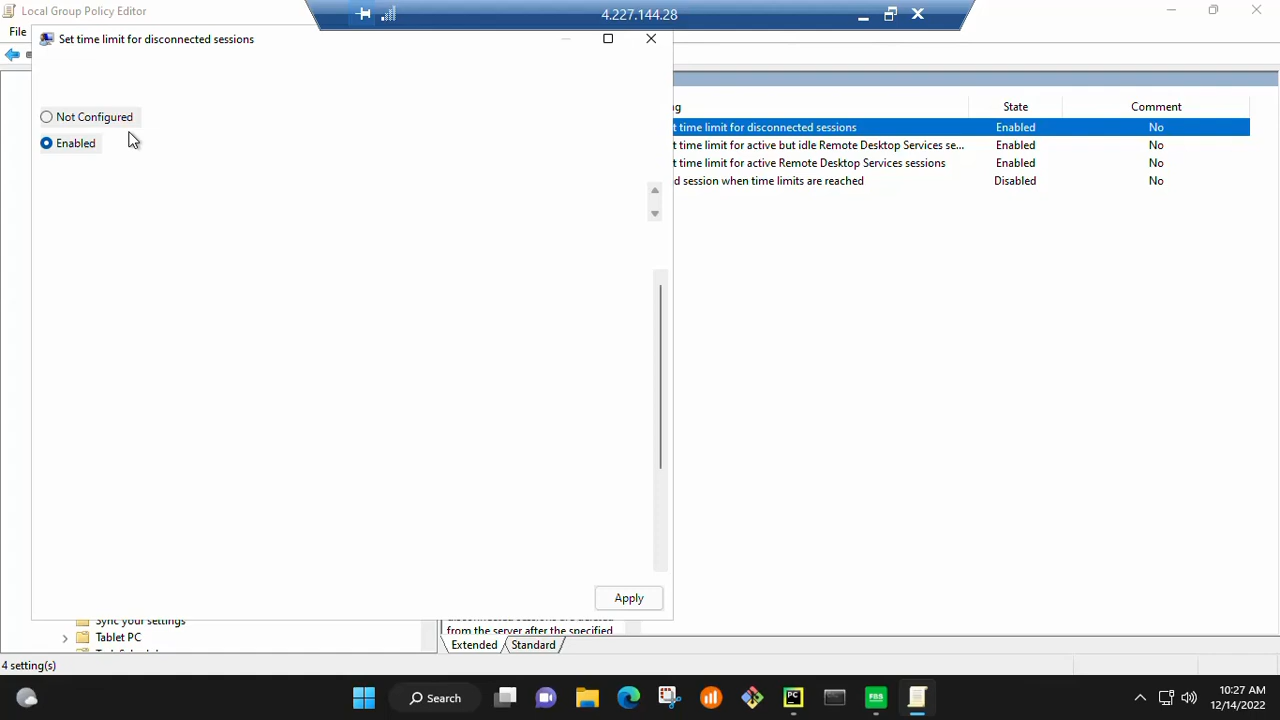 Local Group Policy Editor
4.227.144.28
File
Set time limit for disconnected sessions
Not Configured
Enabled
State
Comment
t time limit for disconnected sessions
Enabled
No
t time limit for active but idle Remote Desktop Services se...
Enabled
No
t time limit for active Remote Desktop Services sessions
Enabled
No
d session when time limits are reached
Disabled
No
Apply
Sync your settings
Tablet PC
from the server after the specified
Extended
Standard
4 setting(s)
Search
PC
FBS
10:27 AM
12/14/2022